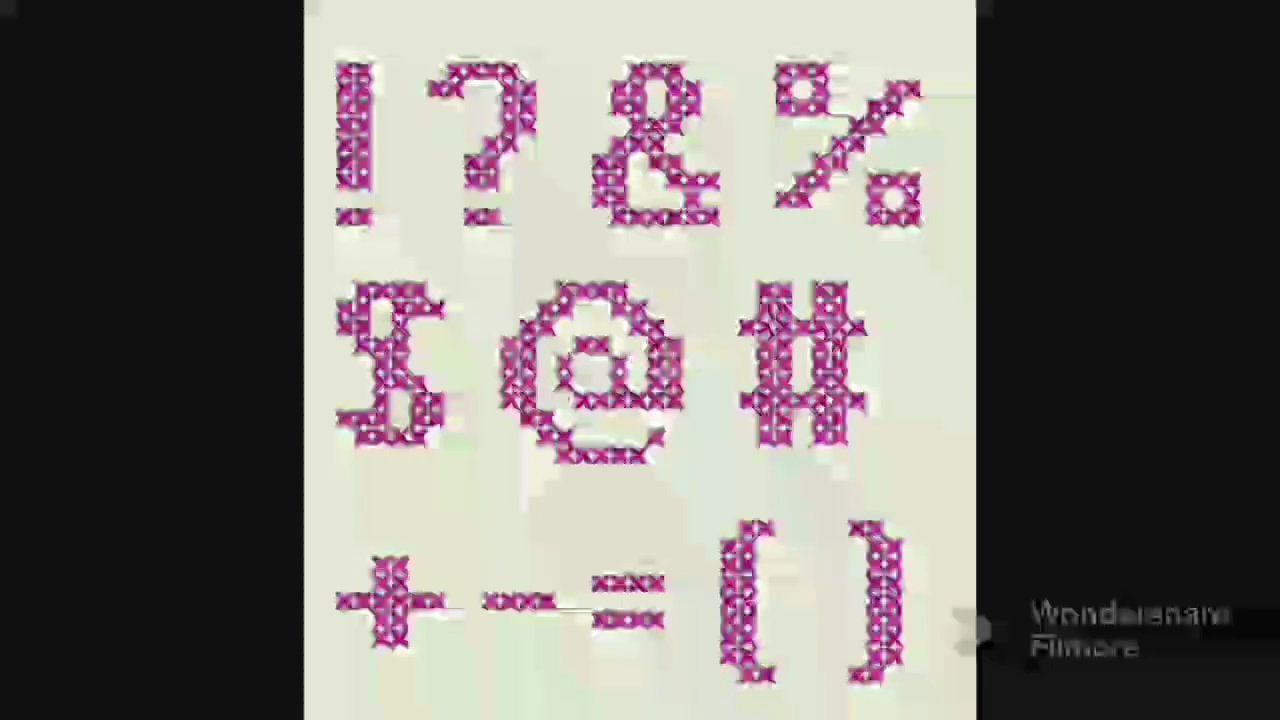 ! ? & %
$ @ #
+ - = ( )
Wondershare
Filmora